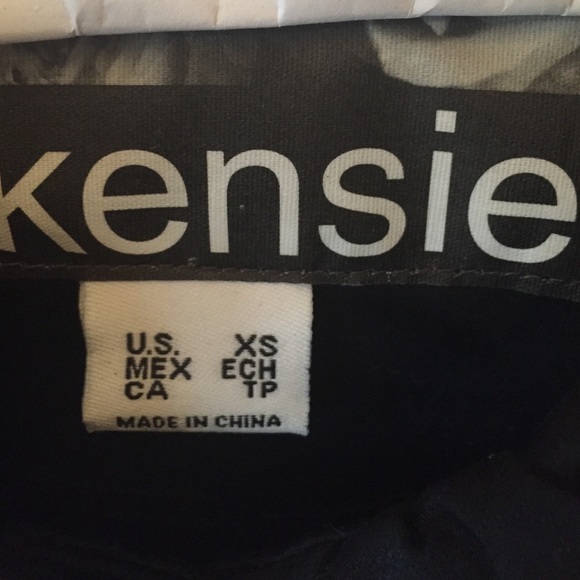 kensie
U.S. XS
MEX ECH
CA TP
MADE IN CHINA